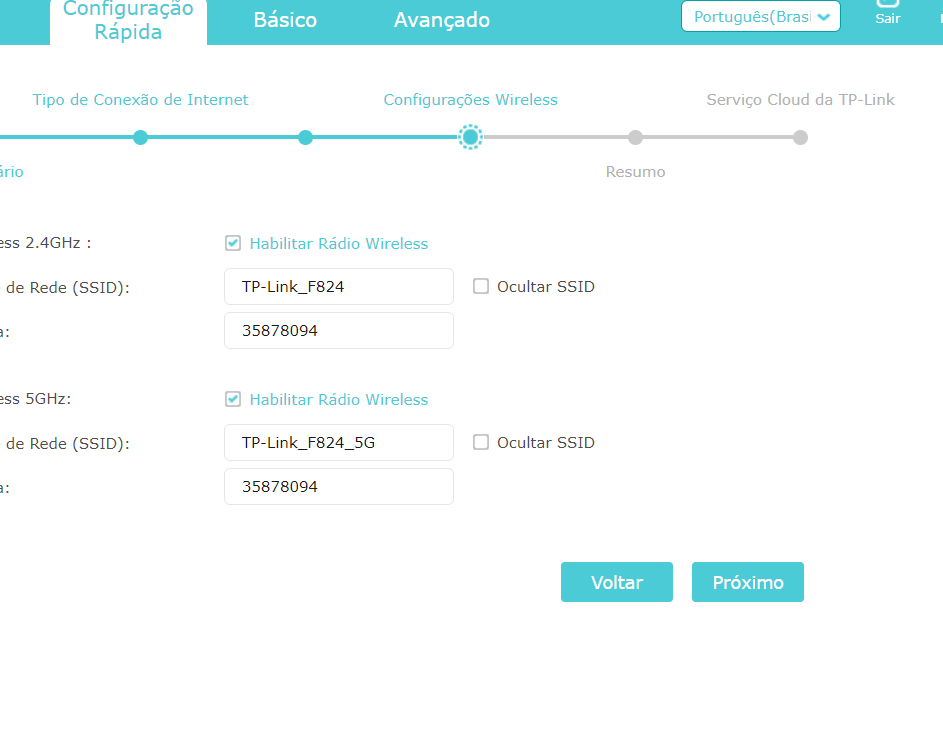 Configuração
Rápida
Básico
Avançado
Português(Brasi
Sair
Tipo de Conexão de Internet
Configurações Wireless
Serviço Cloud da TP-Link
ário
Resumo
ess 2.4GHz :
Habilitar Rádio Wireless
de Rede (SSID):
TP-Link_F824
Ocultar SSID
a:
35878094
ess 5GHz:
Habilitar Rádio Wireless
de Rede (SSID):
TP-Link_F824_5G
Ocultar SSID
a:
35878094
Voltar
Próximo